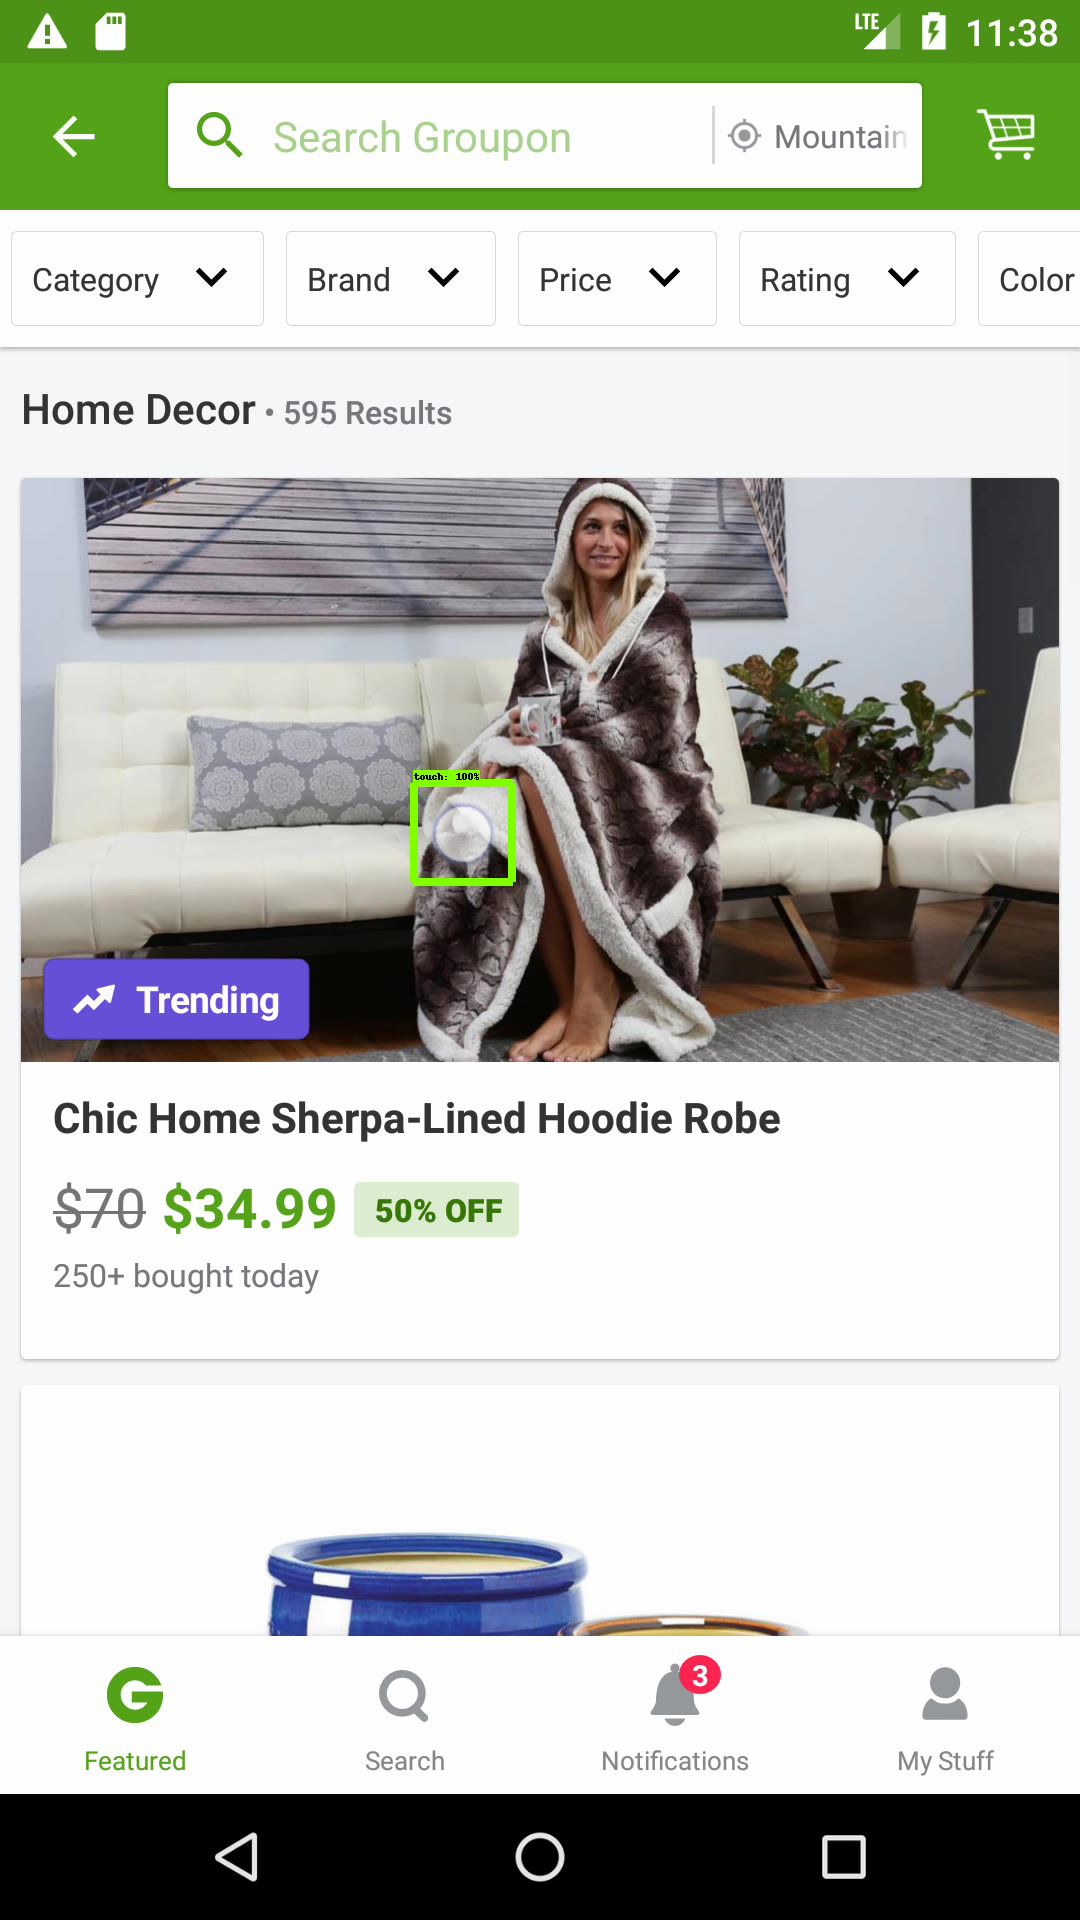 LTE 11:38
Search Groupon Mountain
Category Brand Price Rating Color
Home Decor • 595 Results
touch: 100%
Trending
Chic Home Sherpa-Lined Hoodie Robe
$70 $34.99 50% OFF
250+ bought today
3
Featured Search Notifications My Stuff